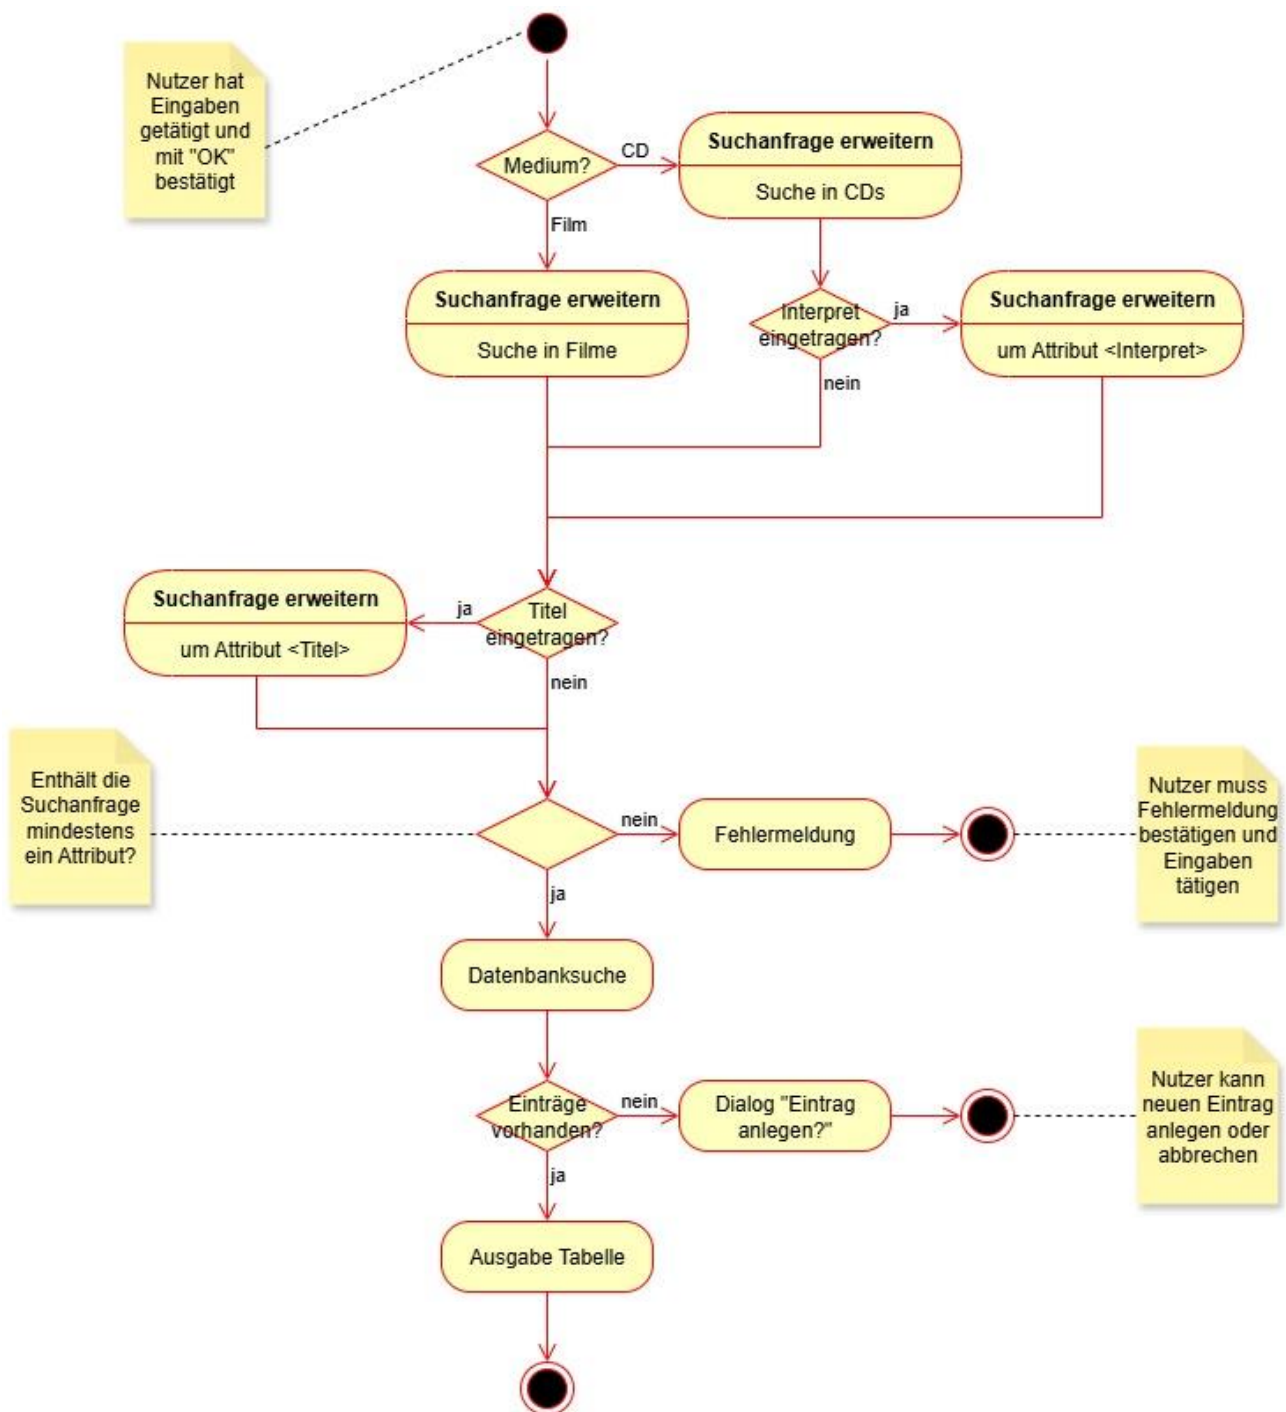 Nutzer hat
Eingaben
getätigt und
mit "OK"
bestätigt
Medium?
CD
Suchanfrage erweitern
Suche in CDs
Film
Suchanfrage erweitern
Suche in Filme
Interpret
eingetragen?
ja
Suchanfrage erweitern
um Attribut <Interpret>
nein
Suchanfrage erweitern
um Attribut <Titel>
ja
Titel
eingetragen?
nein
Enthält die
Suchanfrage
mindestens
ein Attribut?
nein
Fehlermeldung
Nutzer muss
Fehlermeldung
bestätigen und
Eingaben
tätigen
ja
Datenbanksuche
Einträge
vorhanden?
nein
Dialog "Eintrag
anlegen?"
Nutzer kann
neuen Eintrag
anlegen oder
abbrechen
ja
Ausgabe Tabelle